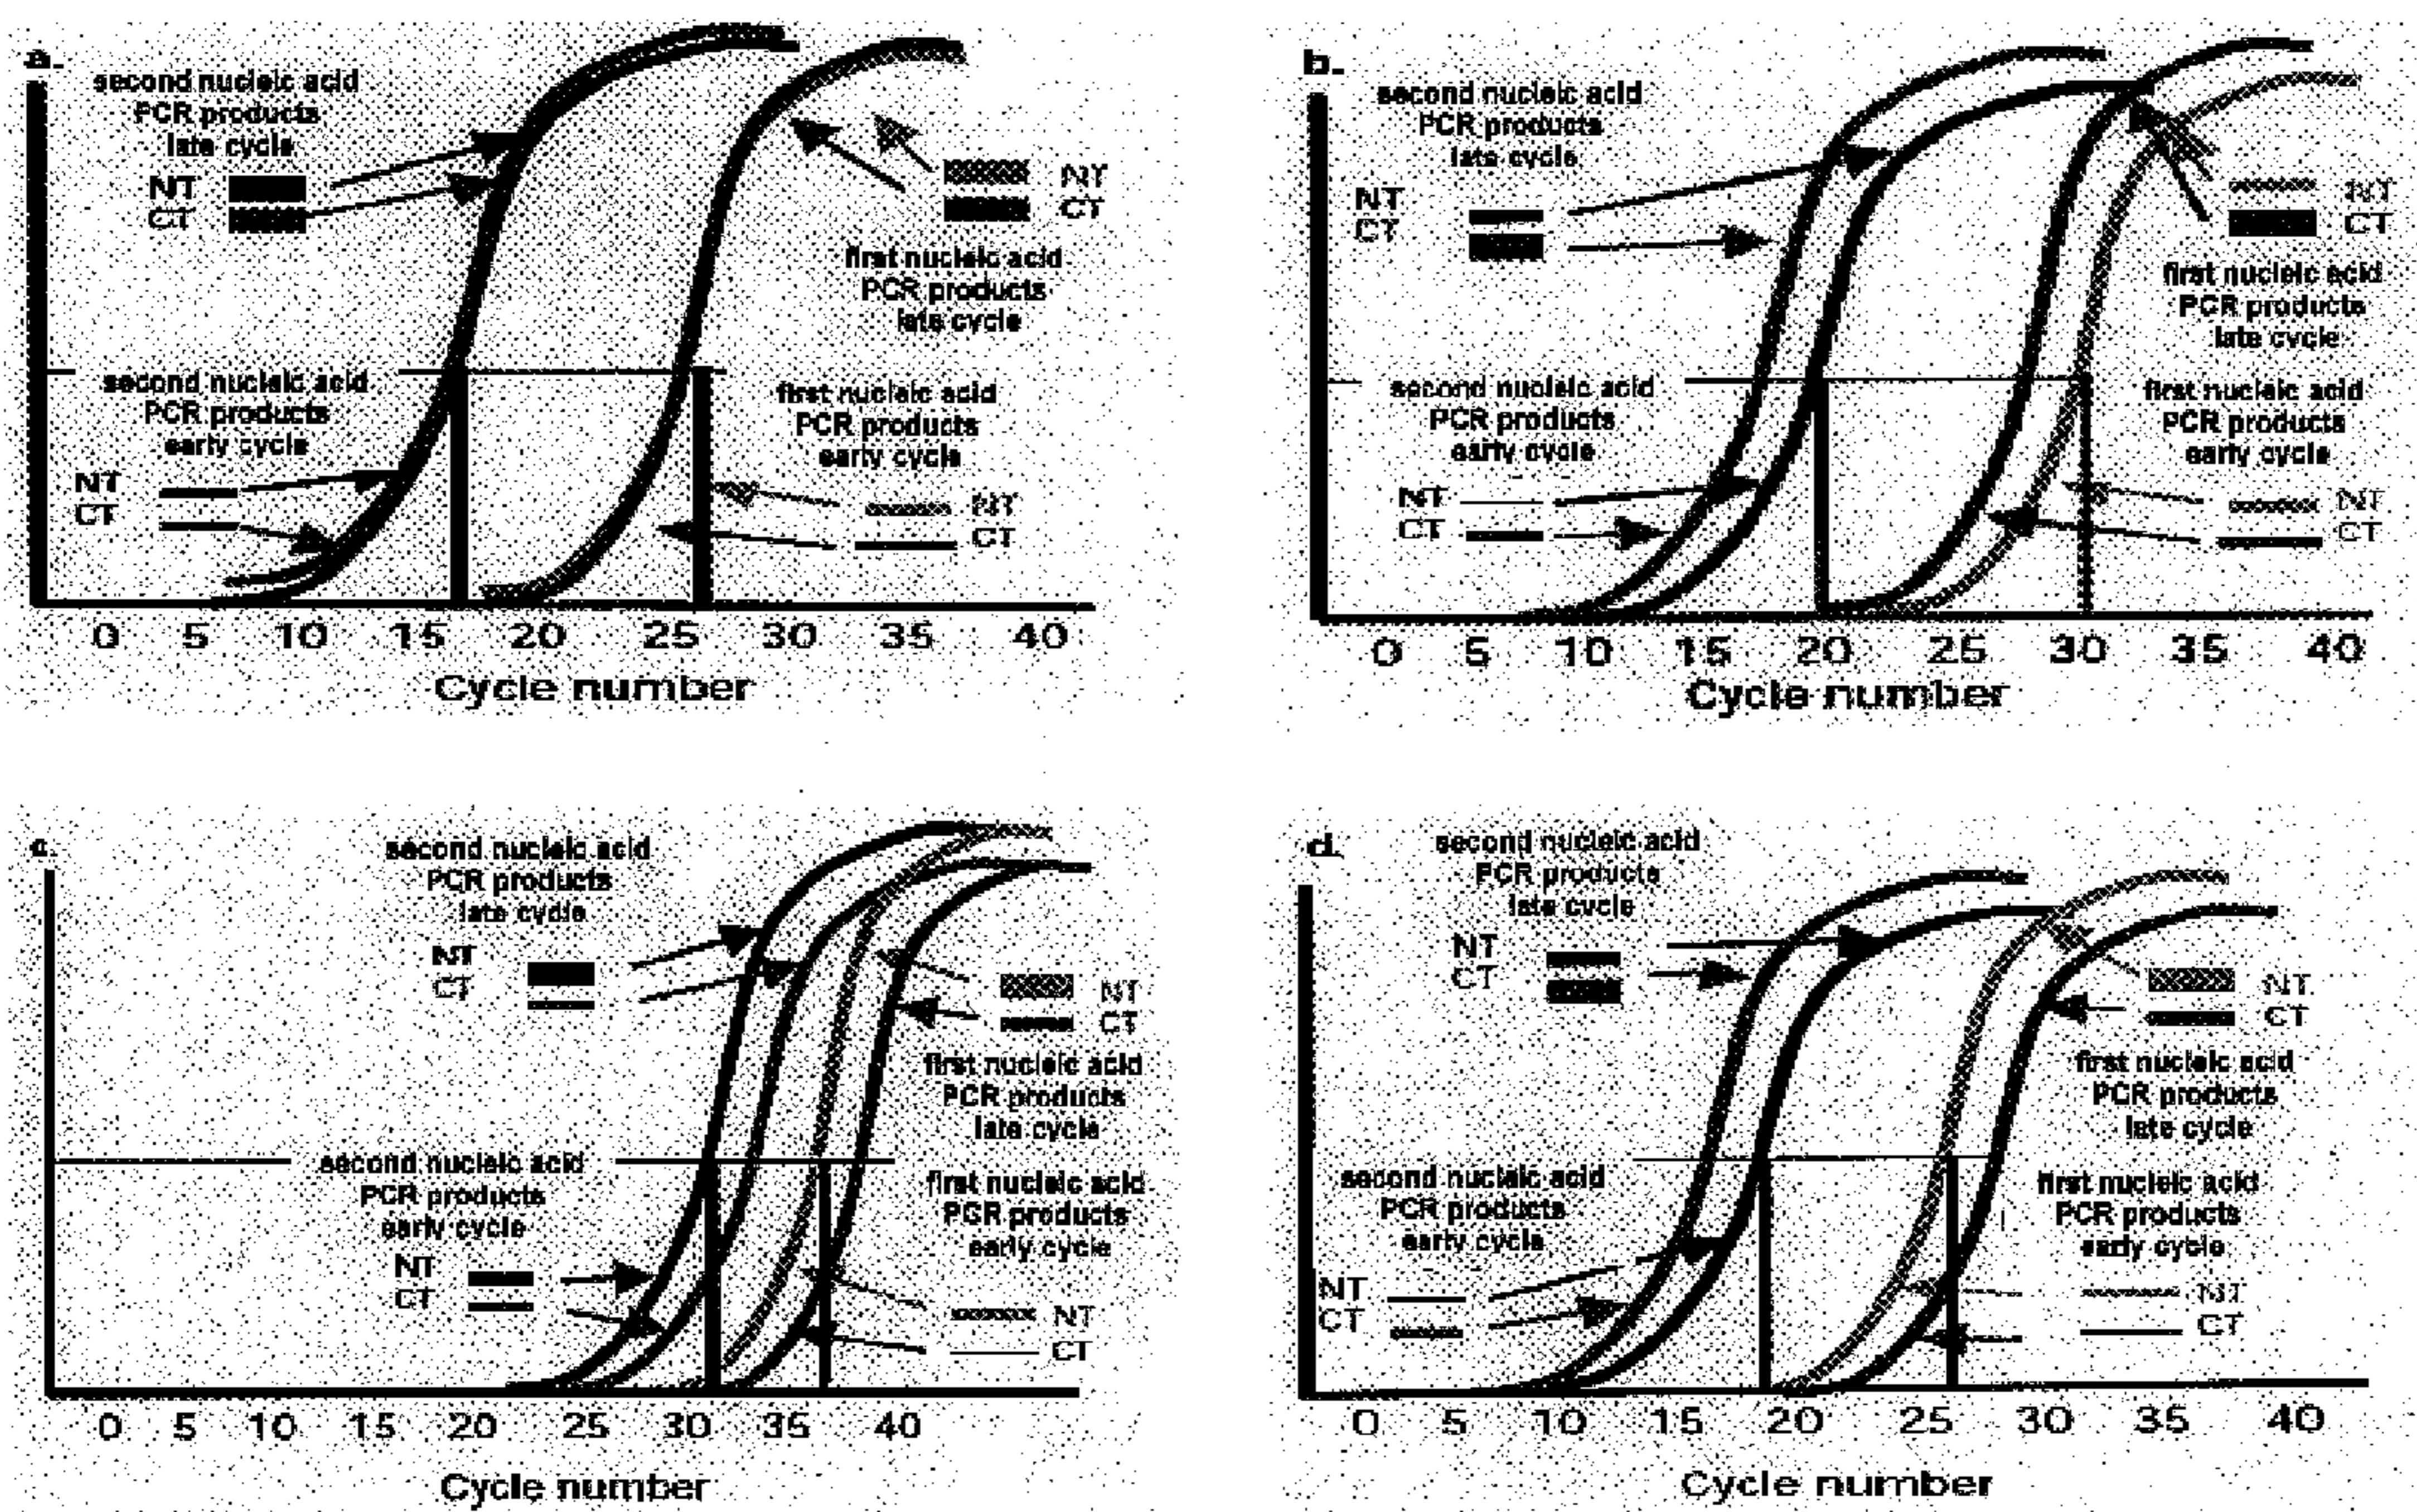 a.
second nucleic acid
PCR products
late cycle
NT
CT
NT
CT
first nucleic acid
PCR products
late cycle
second nucleic acid
PCR products
early cycle
NT
CT
first nucleic acid
PCR products
early cycle
NT
CT
0 5 10 15 20 25 30 35 40
Cycle number
b.
second nucleic acid
PCR products
late cycle
NT
CT
NT
CT
first nucleic acid
PCR products
late cycle
second nucleic acid
PCR products
early cycle
NT
CT
first nucleic acid
PCR products
early cycle
NT
CT
0 5 10 15 20 25 30 35 40
Cycle number
c.
second nucleic acid
PCR products
late cycle
NT
CT
NT
CT
first nucleic acid
PCR products
late cycle
second nucleic acid
PCR products
early cycle
NT
CT
first nucleic acid
PCR products
early cycle
NT
CT
0 5 10 15 20 25 30 35 40
Cycle number
d.
second nucleic acid
PCR products
late cycle
NT
CT
NT
CT
first nucleic acid
PCR products
late cycle
second nucleic acid
PCR products
early cycle
NT
CT
first nucleic acid
PCR products
early cycle
NT
CT
0 5 10 15 20 25 30 35 40
Cycle number